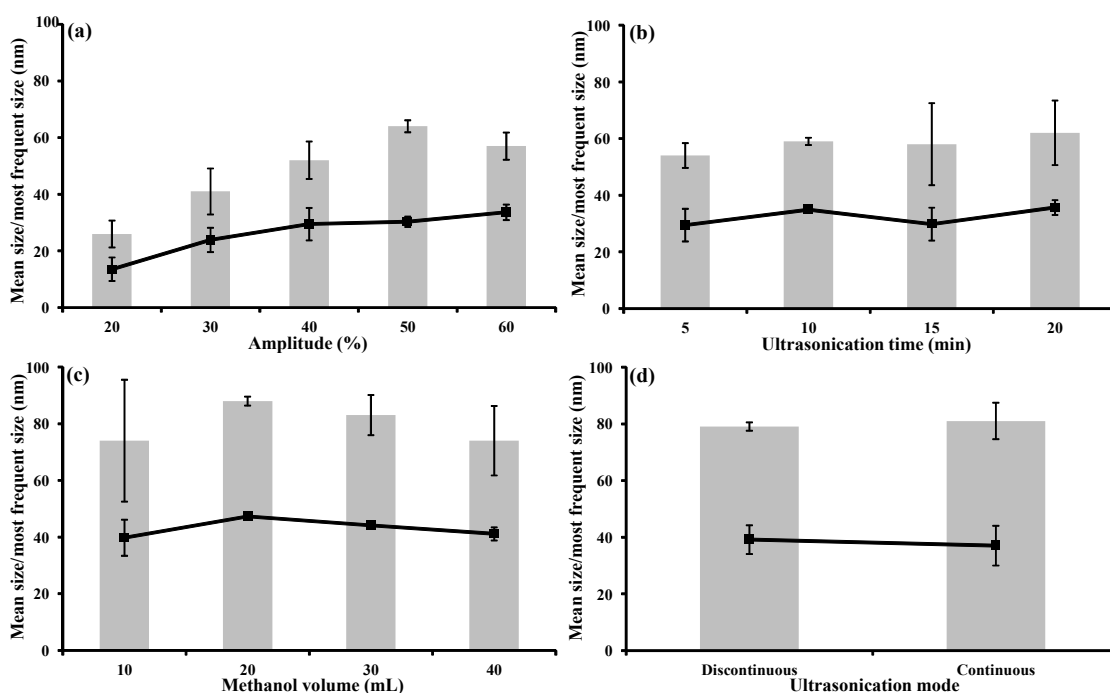 (a)
Mean size/most frequent size (nm)
100
80
60
40
20
0
20 30 40 50 60
Amplitude (%)
(b)
Mean size/most frequent size (nm)
100
80
60
40
20
0
5 10 15 20
Ultrasonication time (min)
(c)
Mean size/most frequent size (nm)
100
80
60
40
20
0
10 20 30 40
Methanol volume (mL)
(d)
Mean size/most frequent size (nm)
100
80
60
40
20
0
Discontinuous Continuous
Ultrasonication mode